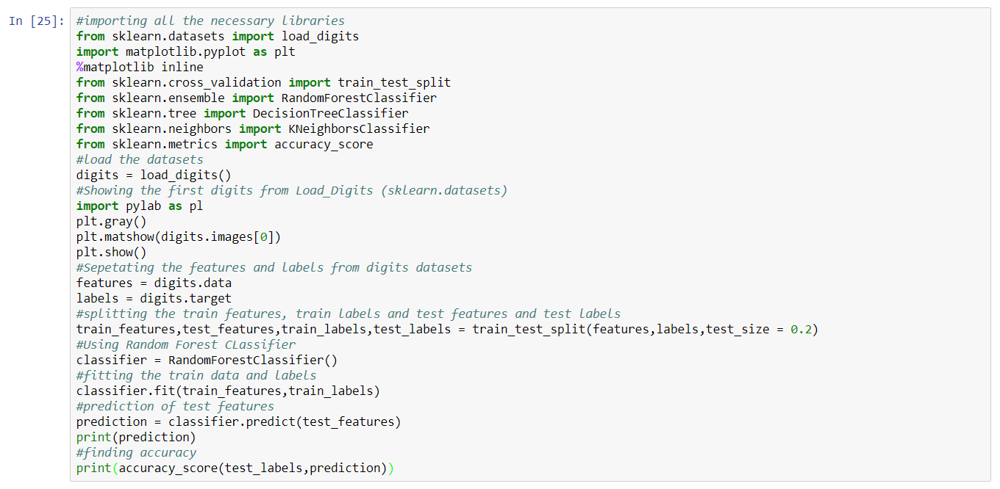 In [25]: #importing all the necessary libraries
from sklearn.datasets import load_digits
import matplotlib.pyplot as plt
%matplotlib inline
from sklearn.cross_validation import train_test_split
from sklearn.ensemble import RandomForestClassifier
from sklearn.tree import DecisionTreeClassifier
from sklearn.neighbors import KNeighborsClassifier
from sklearn.metrics import accuracy_score
#load the datasets
digits = load_digits()
#Showing the first digits from Load_Digits (sklearn.datasets)
import pylab as pl
plt.gray()
plt.matshow(digits.images[0])
plt.show()
#Sepetating the features and labels from digits datasets
features = digits.data
labels = digits.target
#splitting the train features, train labels and test features and test labels
train_features,test_features,train_labels,test_labels = train_test_split(features,labels,test_size = 0.2)
#Using Random Forest CLassifier
classifier = RandomForestClassifier()
#fitting the train data and labels
classifier.fit(train_features,train_labels)
#prediction of test features
prediction = classifier.predict(test_features)
print(prediction)
#finding accuracy
print(accuracy_score(test_labels,prediction))